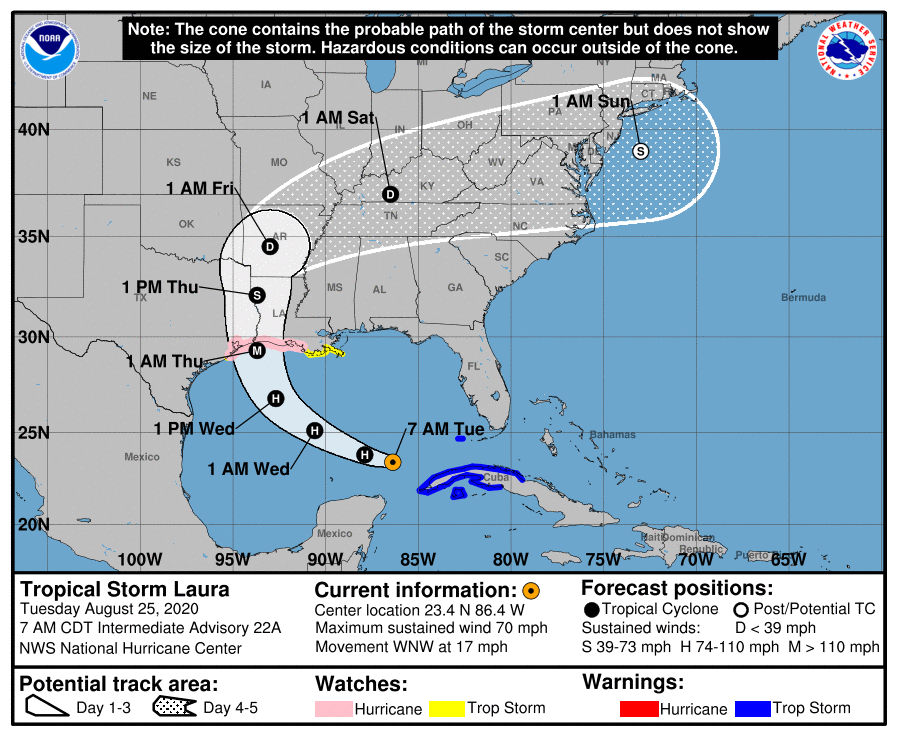 Note: The cone contains the probable path of the storm center but does not show
the size of the storm. Hazardous conditions can occur outside of the cone.
NOAA
NATIONAL WEATHER SERVICE
MI
NY
MA
CT
NE
IA
1 AM Sun
PA
1 AM Sat
IL
IN
OH
40N
NJ
DE
KS
MO
WV
KY
VA
1 AM Fri
TN
OK
AR
NC
35N
SC
1 PM Thu
MS
AL
GA
TX
Bermuda
LA
30N
1 AM Thu
FL
1 PM Wed
7 AM Tue
25N
Bahamas
Mexico
1 AM Wed
Cuba
20N
Mexico
Haiti
Dominican
Republic
Puerto Rico
100W
95W
90W
85W
80W
75W
70W
65W
D
S
D
S
M
H
H
H
Tropical Storm Laura
Tuesday August 25, 2020
7 AM CDT Intermediate Advisory 22A
NWS National Hurricane Center
Current information:
Center location 23.4 N 86.4 W
Maximum sustained wind 70 mph
Movement WNW at 17 mph
Forecast positions:
Tropical Cyclone Post/Potential TC
Sustained winds: D < 39 mph
S 39-73 mph H 74-110 mph M > 110 mph
Potential track area:
Day 1-3 Day 4-5
Watches:
Hurricane Trop Storm
Warnings:
Hurricane Trop Storm